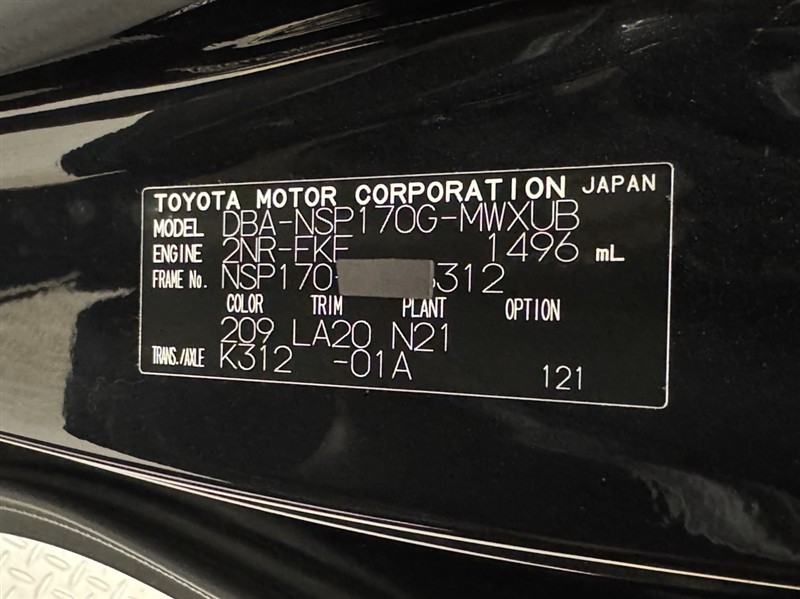 TOYOTA MOTOR CORPORATION JAPAN
MODEL DBA-NSP170G-MWXUB
ENGINE 2NR-FKE 1496 mL
FRAME No. NSP170- 312
COLOR TRIM PLANT OPTION
209 LA20 N21
TRANS./AXLE K312 -01A
121